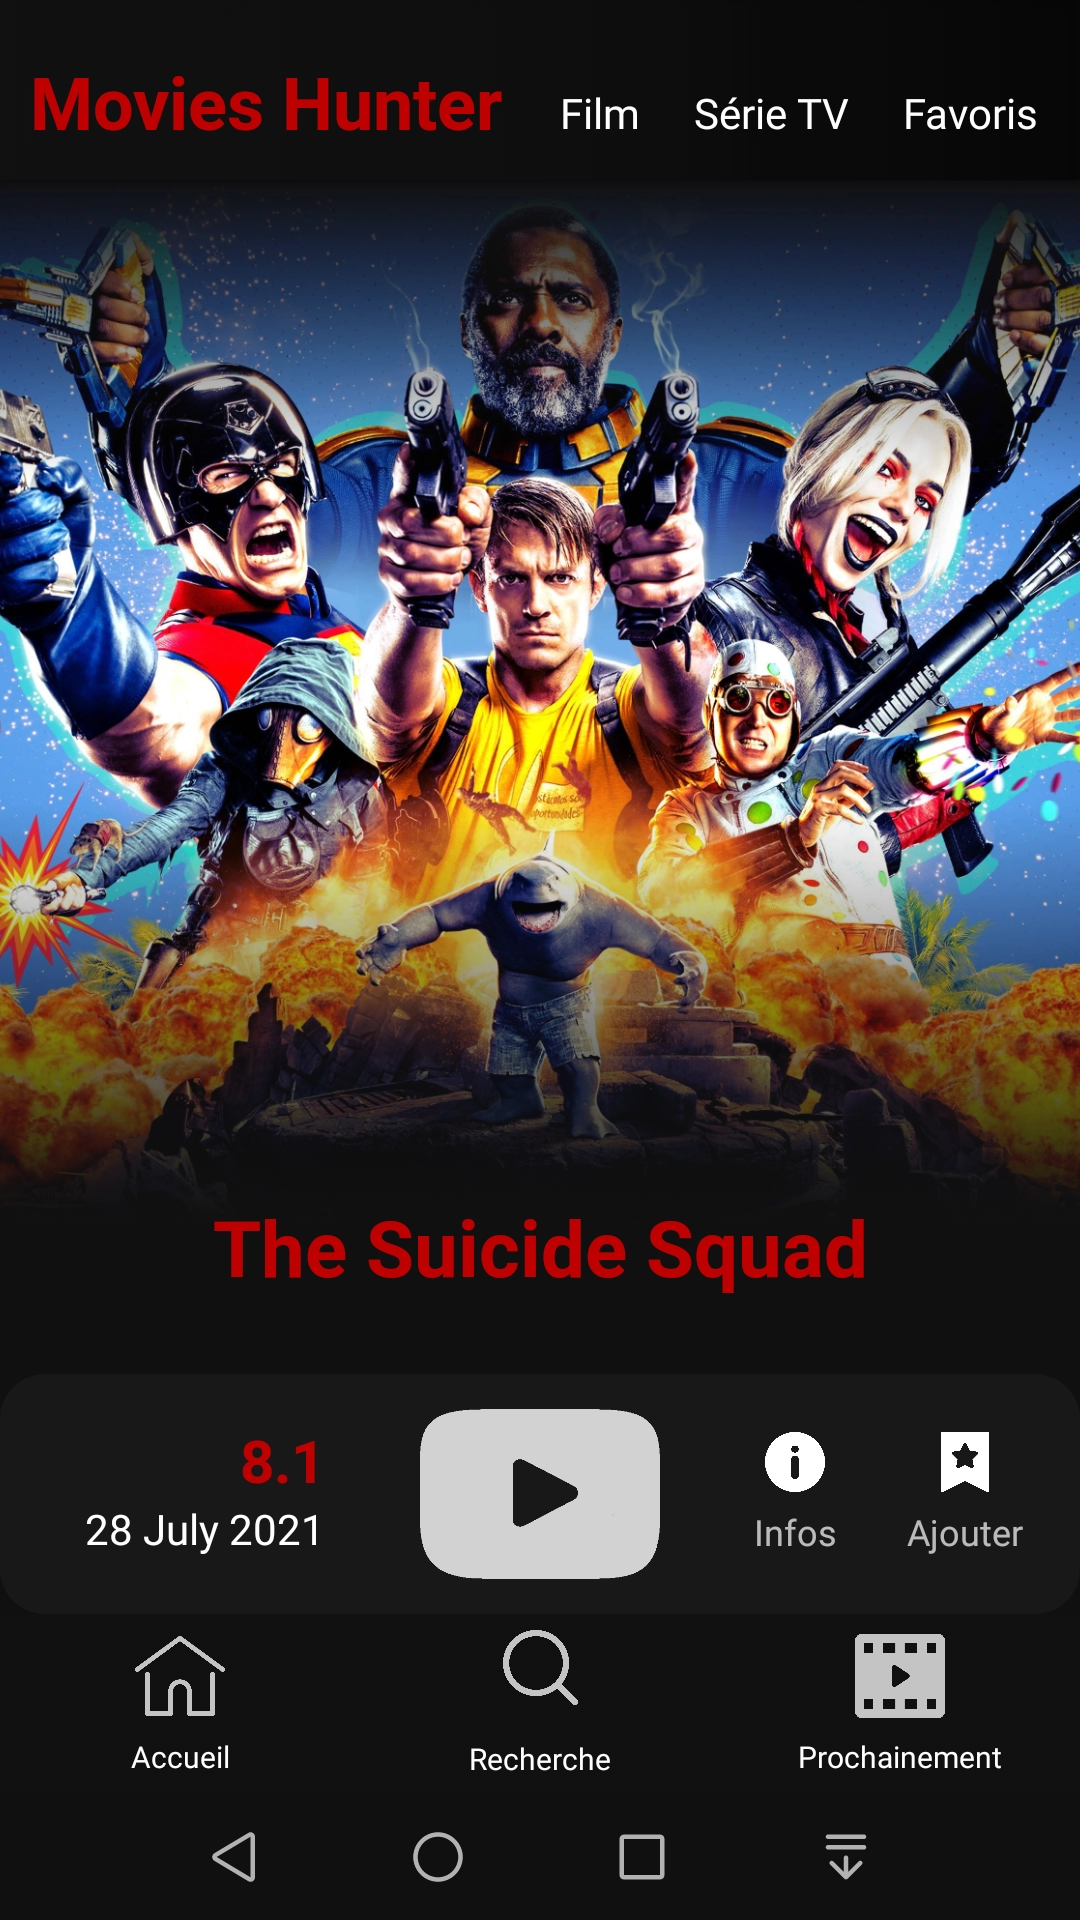 Movies Hunter Film Série TV Favoris
The Suicide Squad
8.1
28 July 2021
Infos Ajouter
Accueil Recherche Prochainement